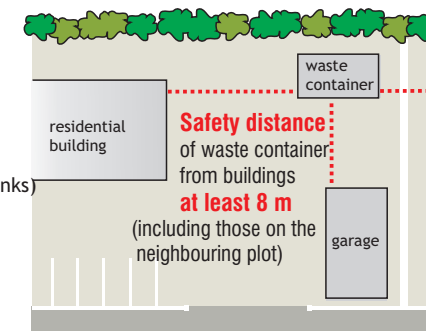 waste
container
residential
building
Safety distance
of waste container
from buildings
at least 8 m
(including those on the
neighbouring plot)
garage
nks)